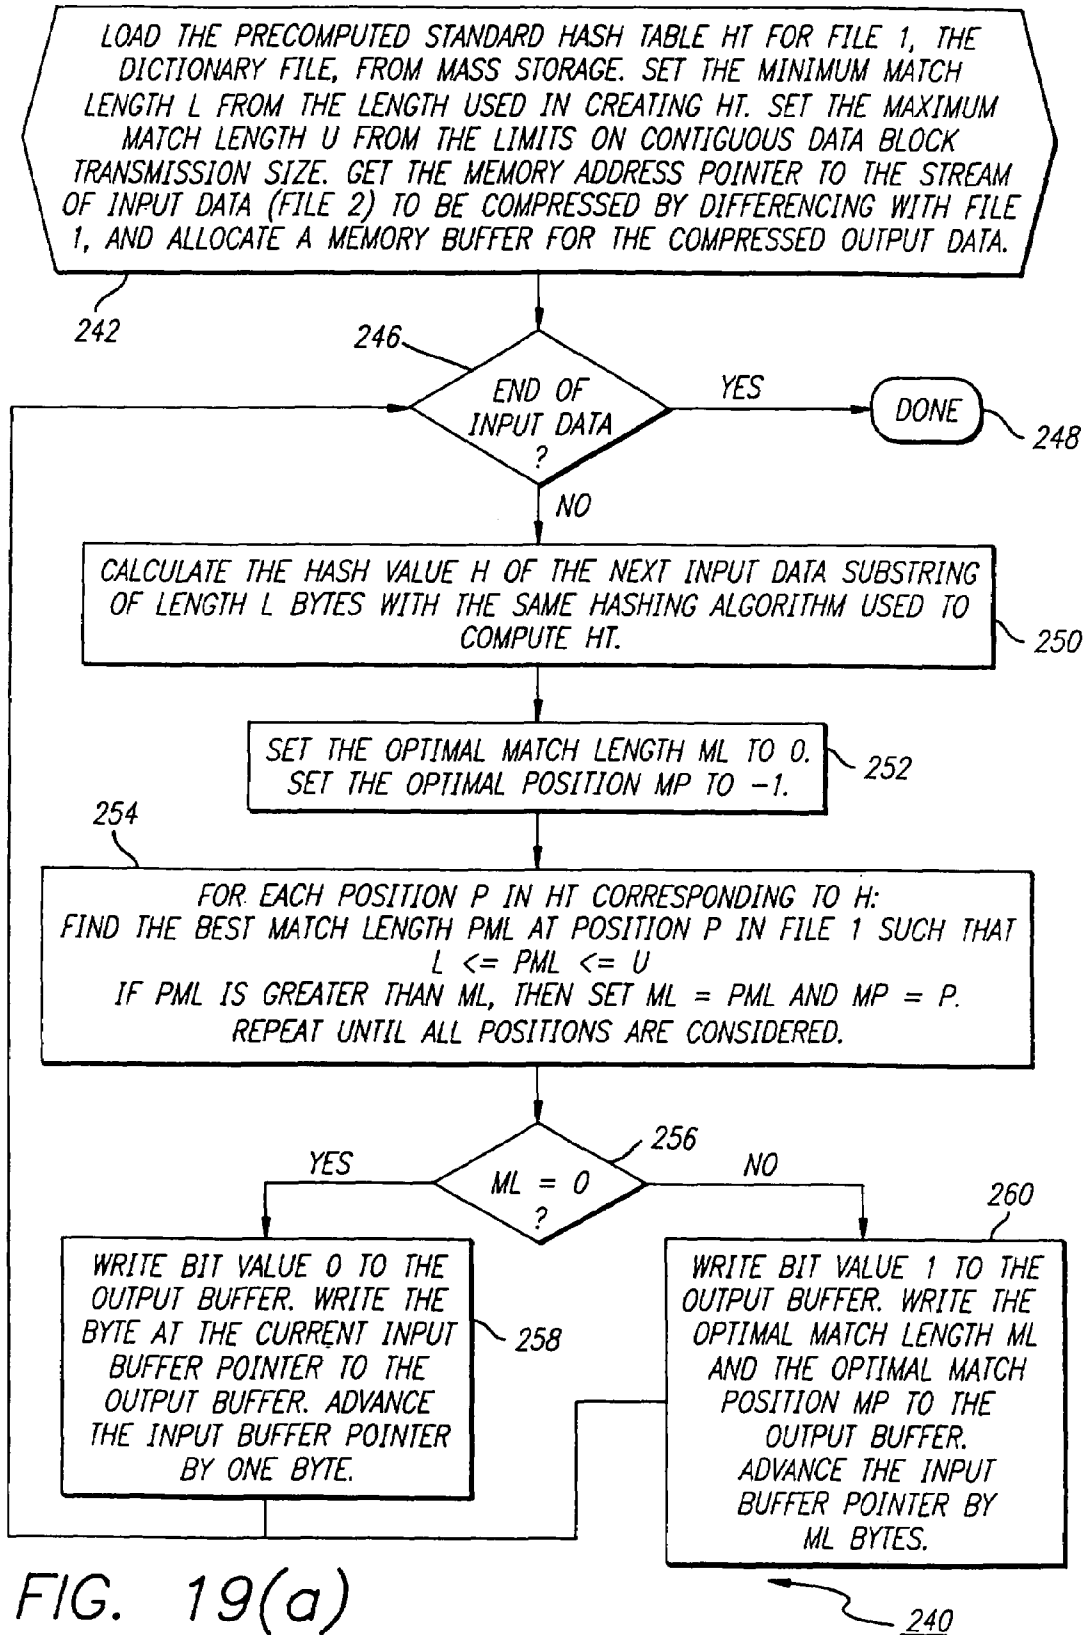 LOAD THE PRECOMPUTED STANDARD HASH TABLE HT FOR FILE 1, THE
DICTIONARY FILE, FROM MASS STORAGE. SET THE MINIMUM MATCH
LENGTH L FROM THE LENGTH USED IN CREATING HT. SET THE MAXIMUM
MATCH LENGTH U FROM THE LIMITS ON CONTIGUOUS DATA BLOCK
TRANSMISSION SIZE. GET THE MEMORY ADDRESS POINTER TO THE STREAM
OF INPUT DATA (FILE 2) TO BE COMPRESSED BY DIFFERENCING WITH FILE
1, AND ALLOCATE A MEMORY BUFFER FOR THE COMPRESSED OUTPUT DATA.
242
246
END OF
INPUT DATA
?
YES
DONE
248
NO
CALCULATE THE HASH VALUE H OF THE NEXT INPUT DATA SUBSTRING
OF LENGTH L BYTES WITH THE SAME HASHING ALGORITHM USED TO
COMPUTE HT.
250
SET THE OPTIMAL MATCH LENGTH ML TO 0.
SET THE OPTIMAL POSITION MP TO -1.
252
254
FOR EACH POSITION P IN HT CORRESPONDING TO H:
FIND THE BEST MATCH LENGTH PML AT POSITION P IN FILE 1 SUCH THAT
L <= PML <= U
IF PML IS GREATER THAN ML, THEN SET ML = PML AND MP = P.
REPEAT UNTIL ALL POSITIONS ARE CONSIDERED.
256
ML = 0
?
YES
NO
WRITE BIT VALUE 0 TO THE
OUTPUT BUFFER. WRITE THE
BYTE AT THE CURRENT INPUT
BUFFER POINTER TO THE
OUTPUT BUFFER. ADVANCE
THE INPUT BUFFER POINTER
BY ONE BYTE.
258
260
WRITE BIT VALUE 1 TO THE
OUTPUT BUFFER. WRITE THE
OPTIMAL MATCH LENGTH ML
AND THE OPTIMAL MATCH
POSITION MP TO THE
OUTPUT BUFFER.
ADVANCE THE INPUT
BUFFER POINTER BY
ML BYTES.
FIG. 19(a)
240